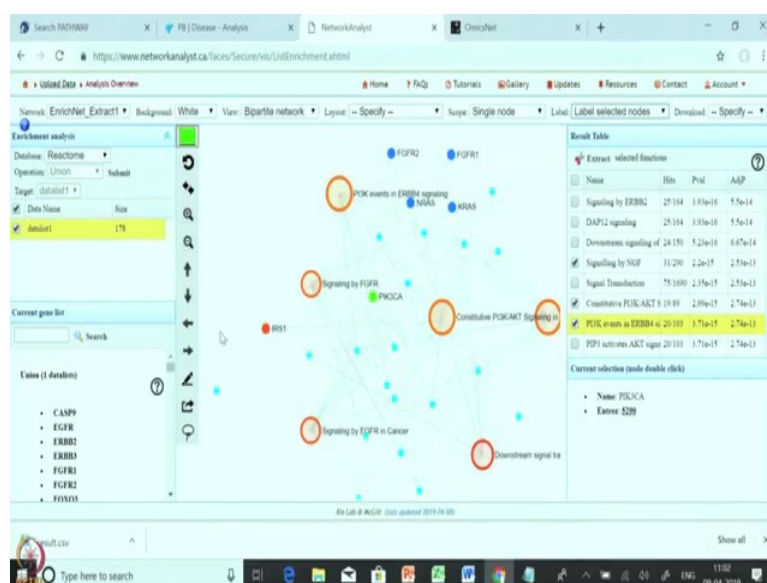 Search PATHWAY
PB | Disease - Analysis
NetworkAnalyst
OmicsNet
https://www.networkanalyst.ca/faces/Secure/vis/ListEnrichment.xhtml
Upload Data ▸ Analysis Overview
Home
? FAQs
Tutorials
Gallery
Updates
Resources
Contact
Account
Network: EnrichNet_Extract1
Background: White
View: Bipartite network
Layout: -- Specify --
Scope: Single node
Label: Label selected nodes
Download: -- Specify --
Enrichment analysis
Database: Reactome
Operation: Union
Submit
Target: datalist1
Data Name Size
datalist1 178
Current gene list
Search
Union (1 datalists)
• CASP9
• EGFR
• ERBB2
• ERBB3
• FGFR1
• FGFR2
• FOXO3
FGFR2
FGFR1
PI3K events in ERBB4 signaling
NRAS
KRAS
Signaling by FGFR
PIK3CA
Constitutive PI3K/AKT Signaling in
IRS1
Signaling by EGFR in Cancer
Downstream signal tra
Result Table
Extract selected functions
Name Hits Pval AdjP
Signaling by ERBB2 25/164 3.93e-16 5.5e-14
DAP12 signaling 25/164 3.93e-16 5.5e-14
Downstream signaling of 24/150 5.23e-16 6.67e-14
Signalling by NGF 31/290 2.2e-15 2.53e-13
Signal Transduction 75/1690 2.35e-15 2.53e-13
Constitutive PI3K/AKT S 19/89 2.99e-15 2.74e-13
PI3K events in ERBB4 si 20/103 3.71e-15 2.74e-13
PIP3 activates AKT signa 20/103 3.71e-15 2.74e-13
Current selection (node double click)
• Name: PIK3CA
• Entrez: 5290
Xia Lab @ McGill (last updated 2019-04-08)
result.csv
Show all
Type here to search
ENG
11:02